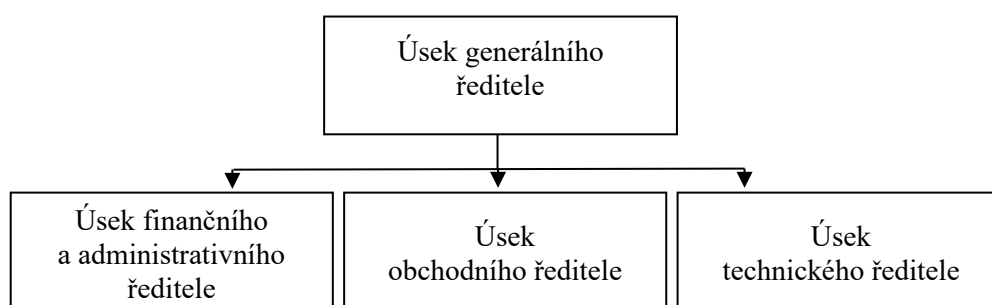 Úsek generálního
ředitele
Úsek finančního
a administrativního
ředitele
Úsek
obchodního ředitele
Úsek
technického ředitele